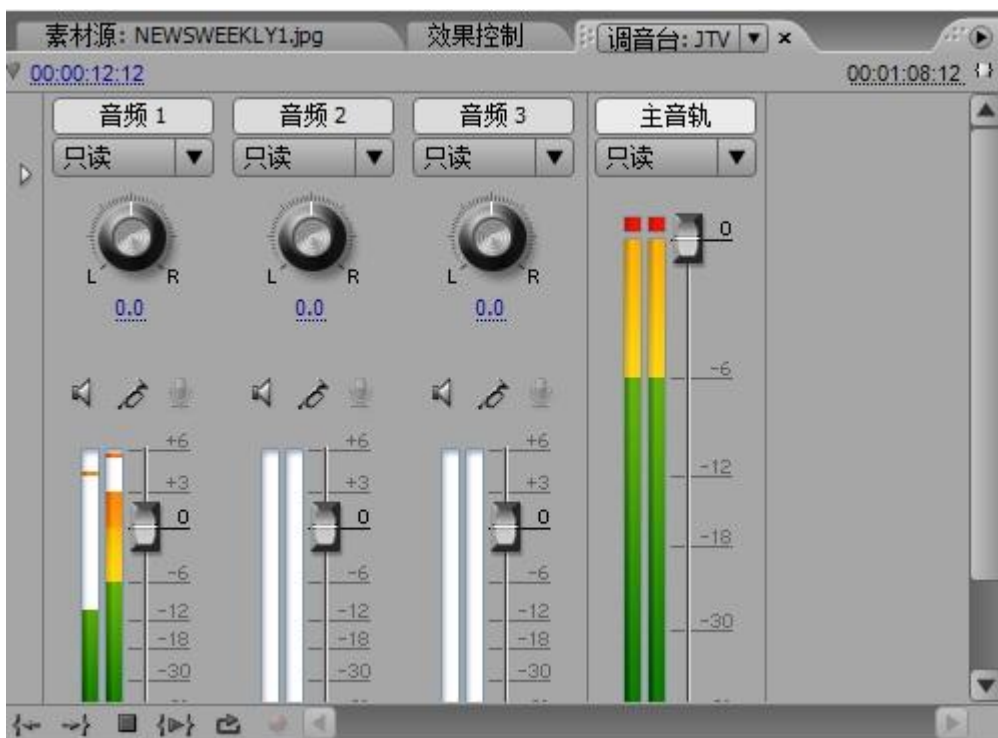 素材源: NEWSWEEKLY1.jpg 效果控制 调音台: JTV
00:00:12:12 00:01:08:12
音频 1 音频 2 音频 3 主音轨
只读 只读 只读 只读
0
L R L R L R
0.0 0.0 0.0
-6
+6 +6 +6
-12
+3 +3 +3
0 0 0
-18
-6 -6 -6
-12 -12 -12
-30
-18 -18 -18
-30 -30 -30